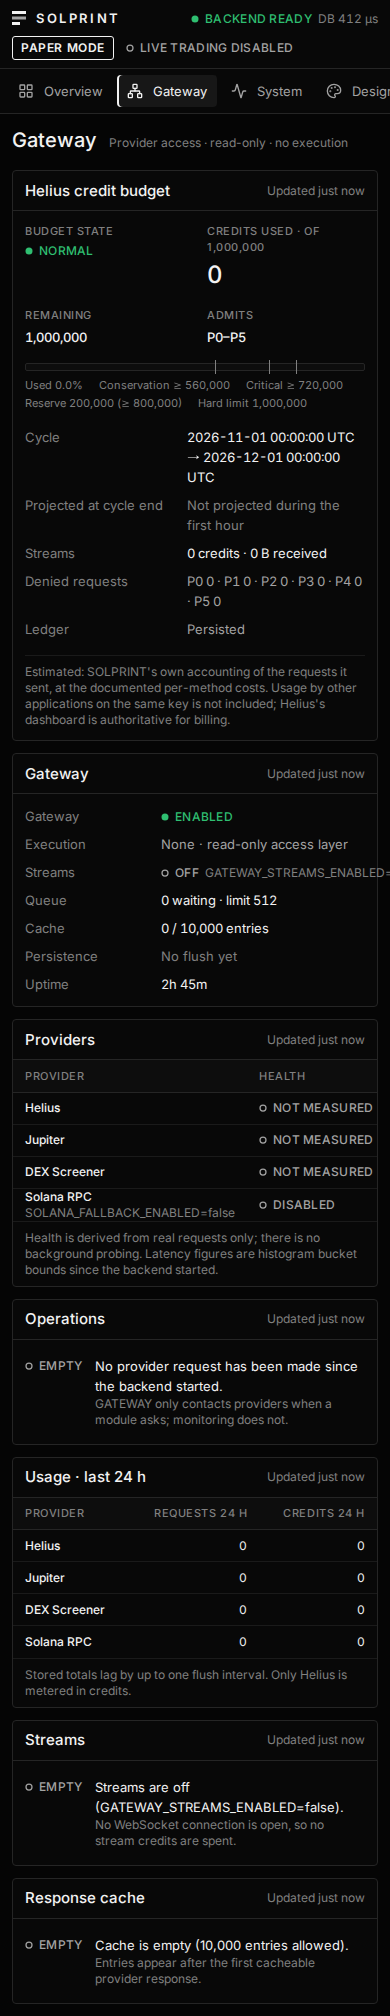 SOLPRINT
BACKEND READY DB 412 µs
PAPER MODE
LIVE TRADING DISABLED
Overview
Gateway
System
Desig
Gateway
Provider access · read-only · no execution
Helius credit budget
Updated just now
BUDGET STATE
NORMAL
CREDITS USED · OF
1,000,000
0
REMAINING
1,000,000
ADMITS
P0–P5
Used 0.0% Conservation ≥ 560,000 Critical ≥ 720,000
Reserve 200,000 (≥ 800,000) Hard limit 1,000,000
Cycle
2026-11-01 00:00:00 UTC
→ 2026-12-01 00:00:00
UTC
Projected at cycle end
Not projected during the
first hour
Streams
0 credits · 0 B received
Denied requests
P0 0 · P1 0 · P2 0 · P3 0 · P4 0
· P5 0
Ledger
Persisted
Estimated: SOLPRINT's own accounting of the requests it
sent, at the documented per-method costs. Usage by other
applications on the same key is not included; Helius's
dashboard is authoritative for billing.
Gateway
Updated just now
Gateway
ENABLED
Execution
None · read-only access layer
Streams
OFF GATEWAY_STREAMS_ENABLED=
Queue
0 waiting · limit 512
Cache
0 / 10,000 entries
Persistence
No flush yet
Uptime
2h 45m
Providers
Updated just now
PROVIDER
HEALTH
Helius
NOT MEASURED
Jupiter
NOT MEASURED
DEX Screener
NOT MEASURED
Solana RPC
SOLANA_FALLBACK_ENABLED=false
DISABLED
Health is derived from real requests only; there is no
background probing. Latency figures are histogram bucket
bounds since the backend started.
Operations
Updated just now
EMPTY
No provider request has been made since
the backend started.
GATEWAY only contacts providers when a
module asks; monitoring does not.
Usage · last 24 h
Updated just now
PROVIDER
REQUESTS 24 H
CREDITS 24 H
Helius 0 0
Jupiter 0 0
DEX Screener 0 0
Solana RPC 0 0
Stored totals lag by up to one flush interval. Only Helius is
metered in credits.
Streams
Updated just now
EMPTY
Streams are off
(GATEWAY_STREAMS_ENABLED=false).
No WebSocket connection is open, so no
stream credits are spent.
Response cache
Updated just now
EMPTY
Cache is empty (10,000 entries allowed).
Entries appear after the first cacheable
provider response.